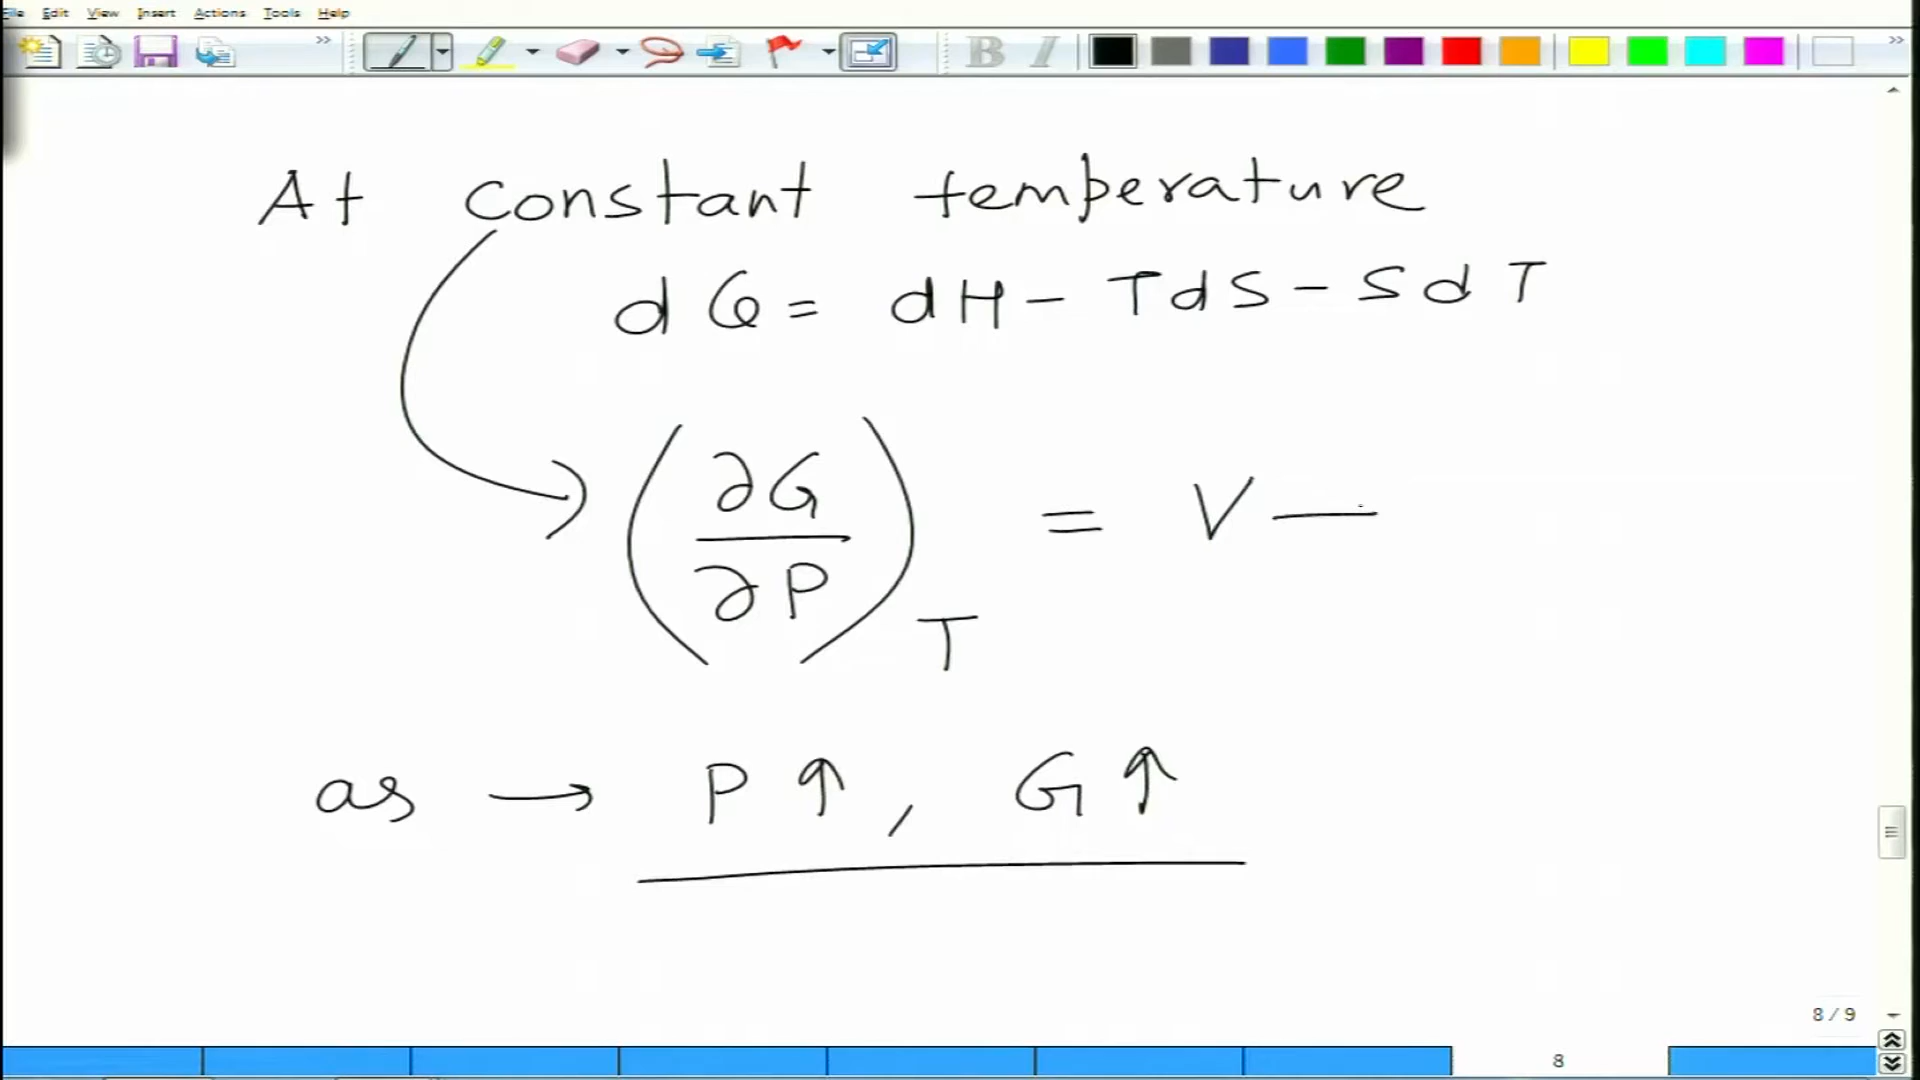 File Edit View Insert Actions Tools Help
B I
At constant temperature
dG = dH - TdS - SdT
(∂G/∂P)T = V —
as → P ↑, G ↑
8 / 9
8